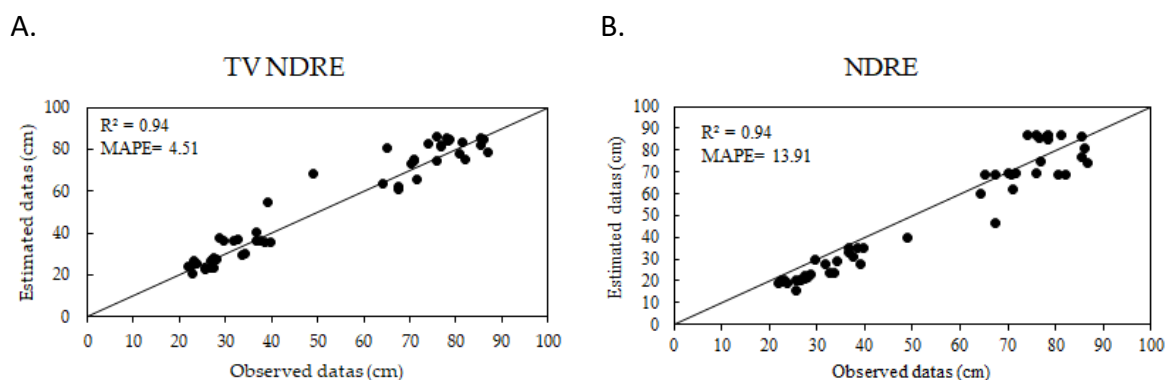 A.
TV NDRE
R² = 0.94
MAPE= 4.51
Estimated datas (cm)
100
80
60
40
20
0
0 10 20 30 40 50 60 70 80 90 100
Observed datas (cm)
B.
NDRE
R² = 0.94
MAPE= 13.91
Estimated datas (cm)
100
90
80
70
60
50
40
30
20
10
0
0 10 20 30 40 50 60 70 80 90 100
Observed datas (cm)